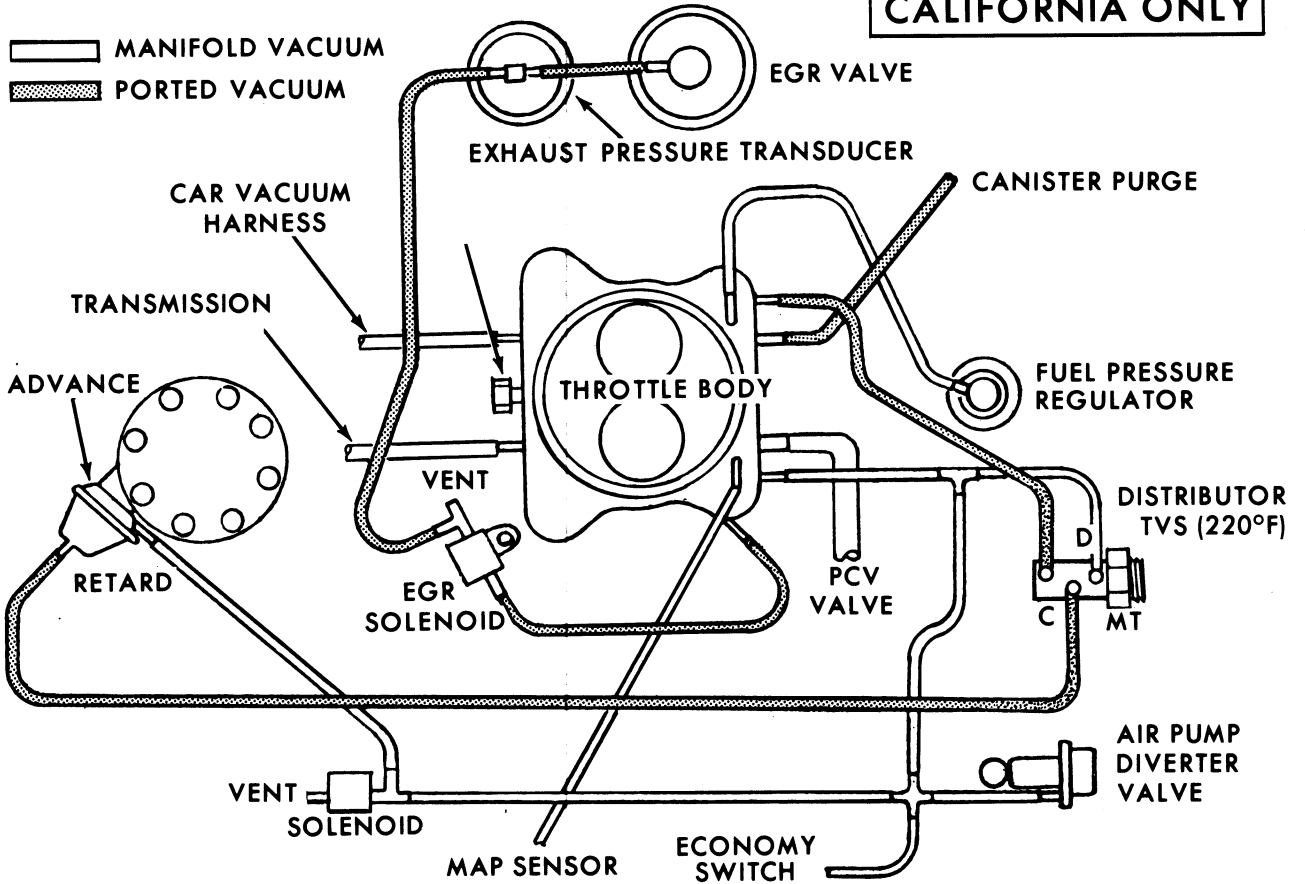 CALIFORNIA ONLY
MANIFOLD VACUUM
PORTED VACUUM
EGR VALVE
EXHAUST PRESSURE TRANSDUCER
CAR VACUUM
HARNESS
CANISTER PURGE
TRANSMISSION
ADVANCE
THROTTLE BODY
FUEL PRESSURE
REGULATOR
VENT
DISTRIBUTOR
TVS (220°F)
D
RETARD
EGR
SOLENOID
PCV
VALVE
C
MT
AIR PUMP
DIVERTER
VALVE
VENT
SOLENOID
MAP SENSOR
ECONOMY
SWITCH